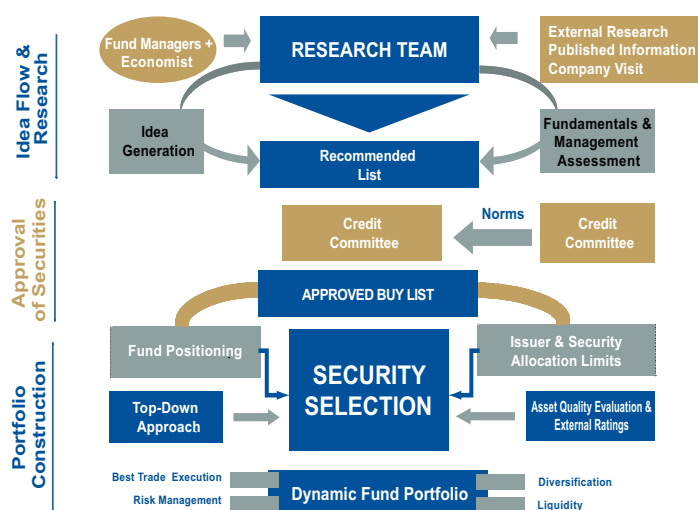 Idea Flow &
Research
Fund Managers +
Economist
RESEARCH TEAM
External Research
Published Information
Company Visit
Idea
Generation
Recommended
List
Fundamentals &
Management
Assessment
Approval
of Securities
Credit
Committee
Norms
Credit
Committee
APPROVED BUY LIST
Portfolio
Construction
Fund Positioning
SECURITY
SELECTION
Issuer & Security
Allocation Limits
Top-Down
Approach
Asset Quality Evaluation &
External Ratings
Best Trade Execution
Risk Management
Dynamic Fund Portfolio
Diversification
Liquidity